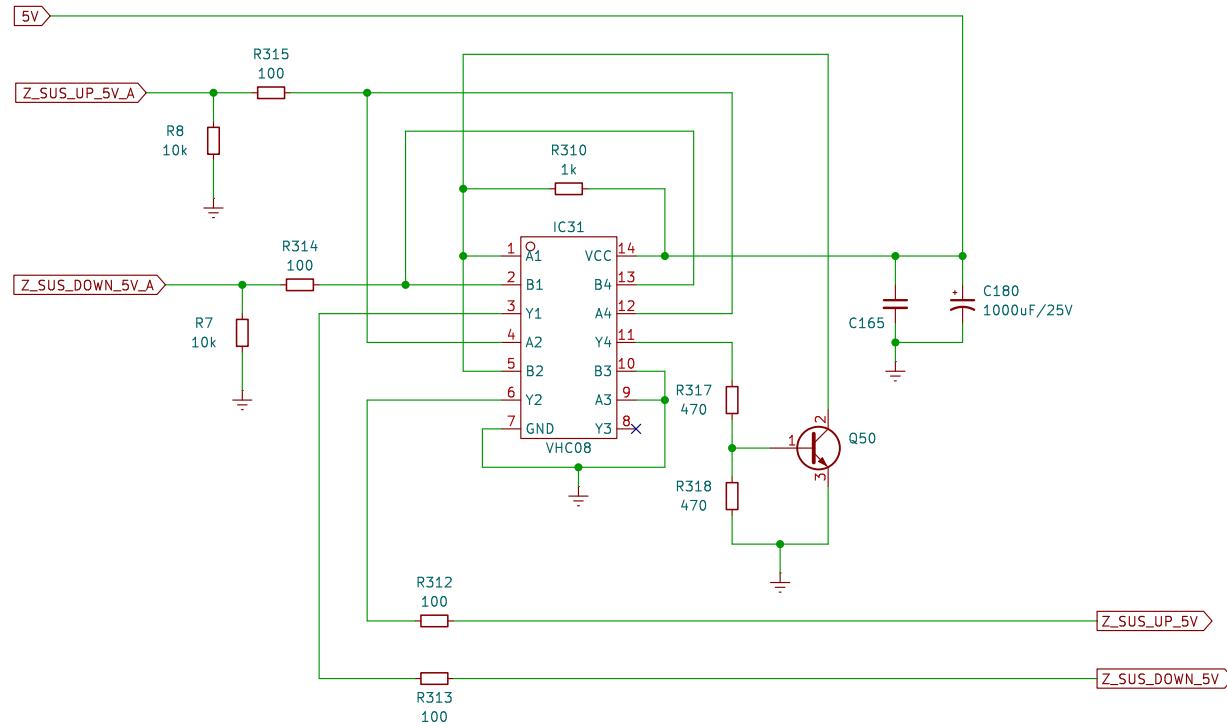 5V
R315
100
Z_SUS_UP_5V_A
R8
10k
R310
1k
IC31
R314
100
Z_SUS_DOWN_5V_A
R7
10k
1 A1 VCC 14
2 B1 B4 13
3 Y1 A4 12
4 A2 Y4 11
5 B2 B3 10
6 Y2 A3 9
7 GND Y3 8
VHC08
+
C180
1000uF/25V
C165
R317
470
R318
470
1
2
3
Q50
R312
100
Z_SUS_UP_5V
R313
100
Z_SUS_DOWN_5V